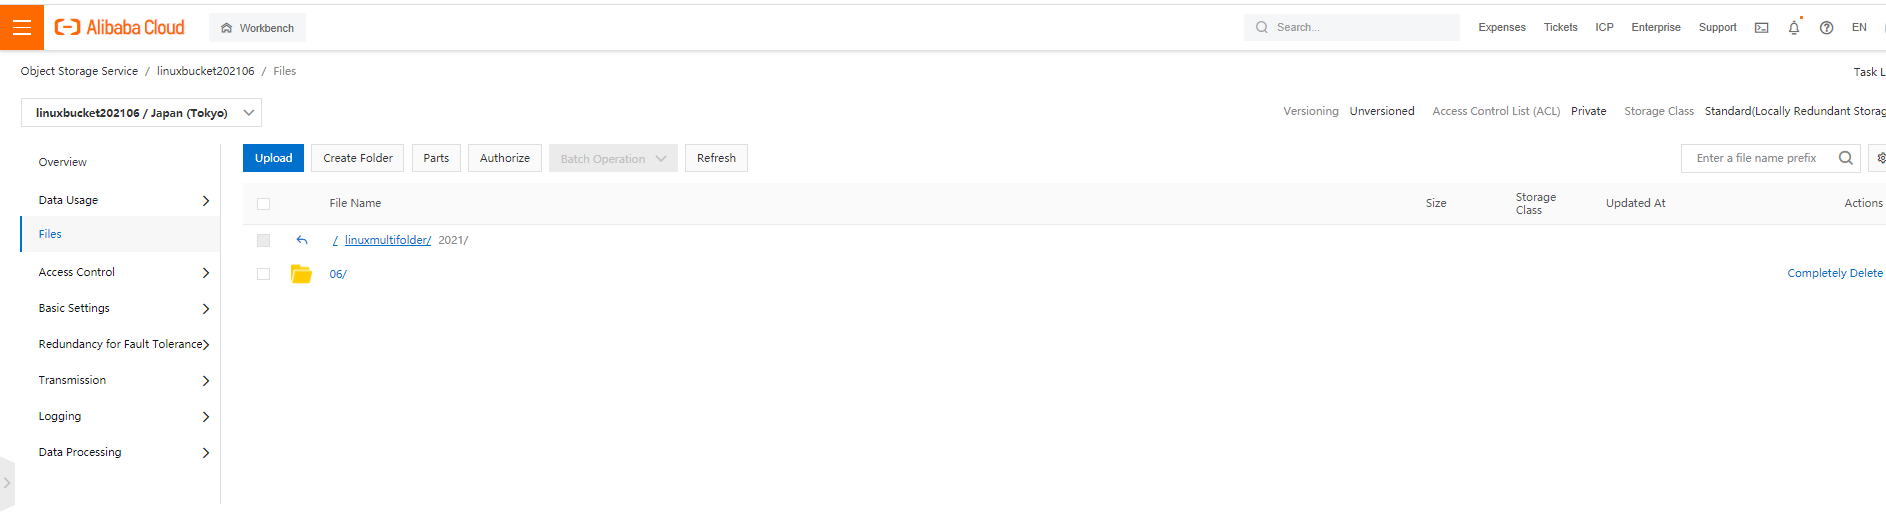 Alibaba Cloud Workbench Search... Expenses Tickets ICP Enterprise Support EN
Object Storage Service / linuxbucket202106 / Files
Task L
linuxbucket202106 / Japan (Tokyo)
Versioning Unversioned Access Control List (ACL) Private Storage Class Standard(Locally Redundant Storag
Overview
Data Usage
Files
Access Control
Basic Settings
Redundancy for Fault Tolerance
Transmission
Logging
Data Processing
Upload Create Folder Parts Authorize Batch Operation Refresh Enter a file name prefix
File Name Size Storage Class Updated At Actions
/ linuxmultifolder/ 2021/
06/ Completely Delete